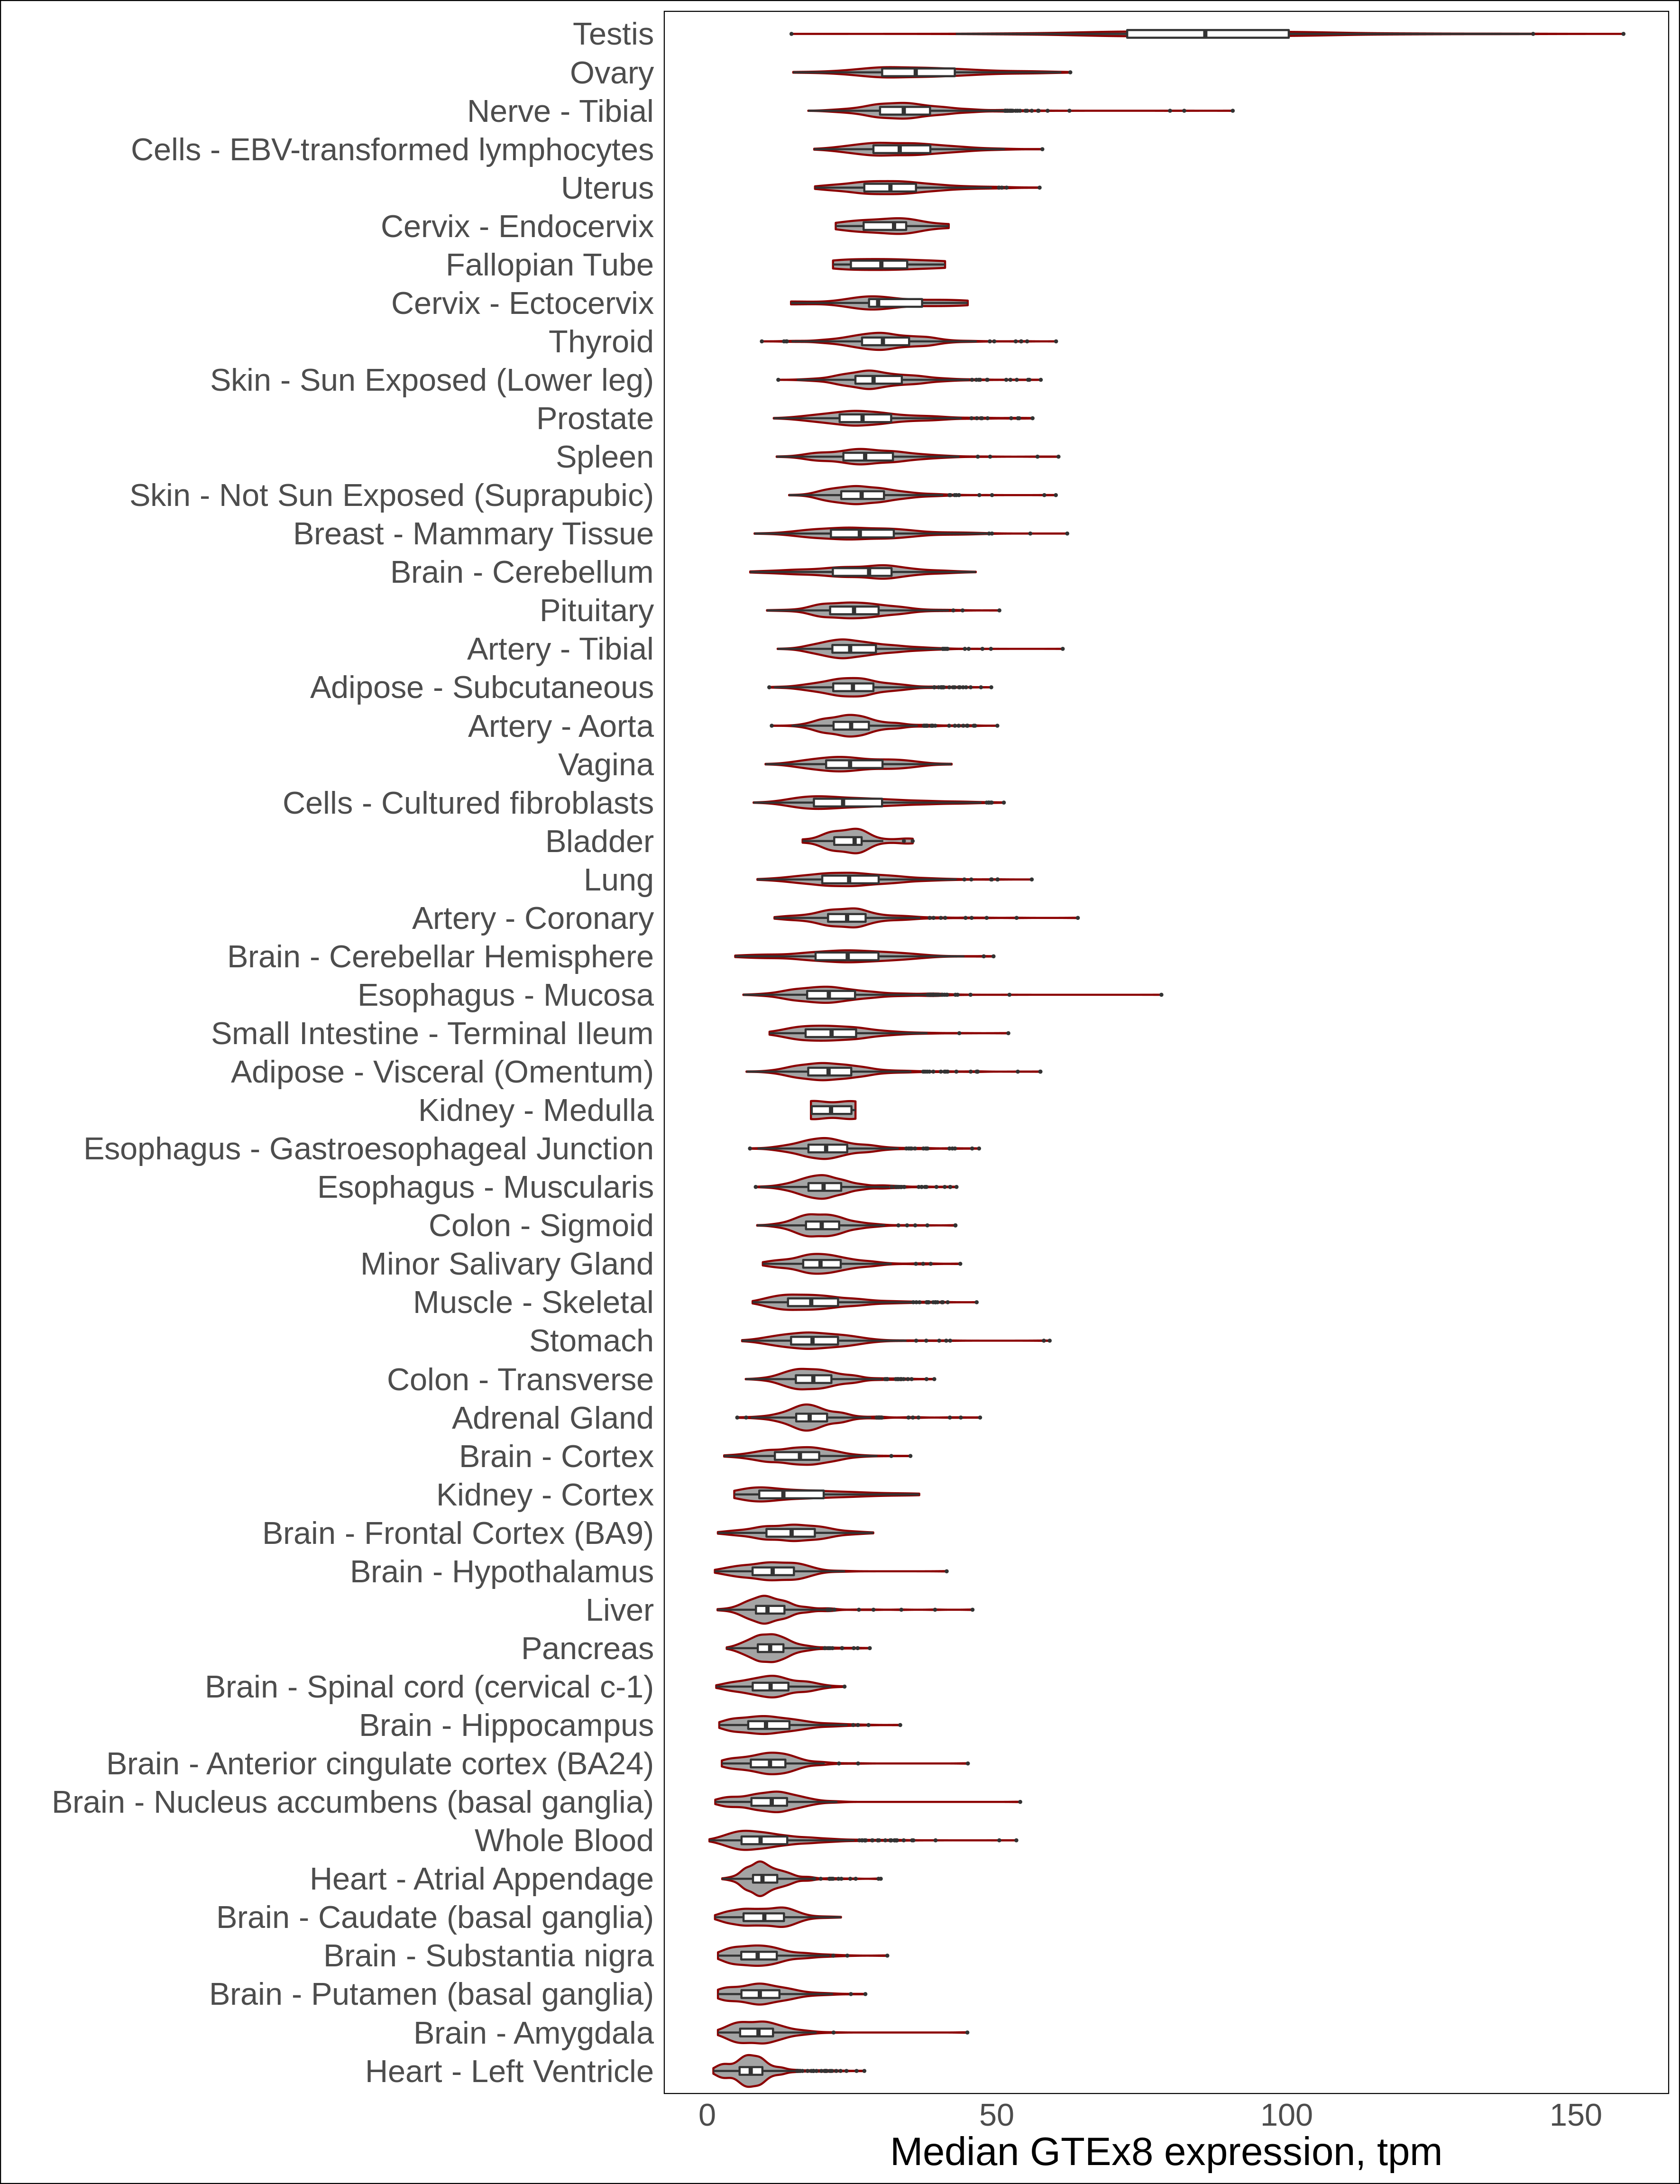 Testis
Ovary
Nerve - Tibial
Cells - EBV-transformed lymphocytes
Uterus
Cervix - Endocervix
Fallopian Tube
Cervix - Ectocervix
Thyroid
Skin - Sun Exposed (Lower leg)
Prostate
Spleen
Skin - Not Sun Exposed (Suprapubic)
Breast - Mammary Tissue
Brain - Cerebellum
Pituitary
Artery - Tibial
Adipose - Subcutaneous
Artery - Aorta
Vagina
Cells - Cultured fibroblasts
Bladder
Lung
Artery - Coronary
Brain - Cerebellar Hemisphere
Esophagus - Mucosa
Small Intestine - Terminal Ileum
Adipose - Visceral (Omentum)
Kidney - Medulla
Esophagus - Gastroesophageal Junction
Esophagus - Muscularis
Colon - Sigmoid
Minor Salivary Gland
Muscle - Skeletal
Stomach
Colon - Transverse
Adrenal Gland
Brain - Cortex
Kidney - Cortex
Brain - Frontal Cortex (BA9)
Brain - Hypothalamus
Liver
Pancreas
Brain - Spinal cord (cervical c-1)
Brain - Hippocampus
Brain - Anterior cingulate cortex (BA24)
Brain - Nucleus accumbens (basal ganglia)
Whole Blood
Heart - Atrial Appendage
Brain - Caudate (basal ganglia)
Brain - Substantia nigra
Brain - Putamen (basal ganglia)
Brain - Amygdala
Heart - Left Ventricle
0 50 100 150
Median GTEx8 expression, tpm